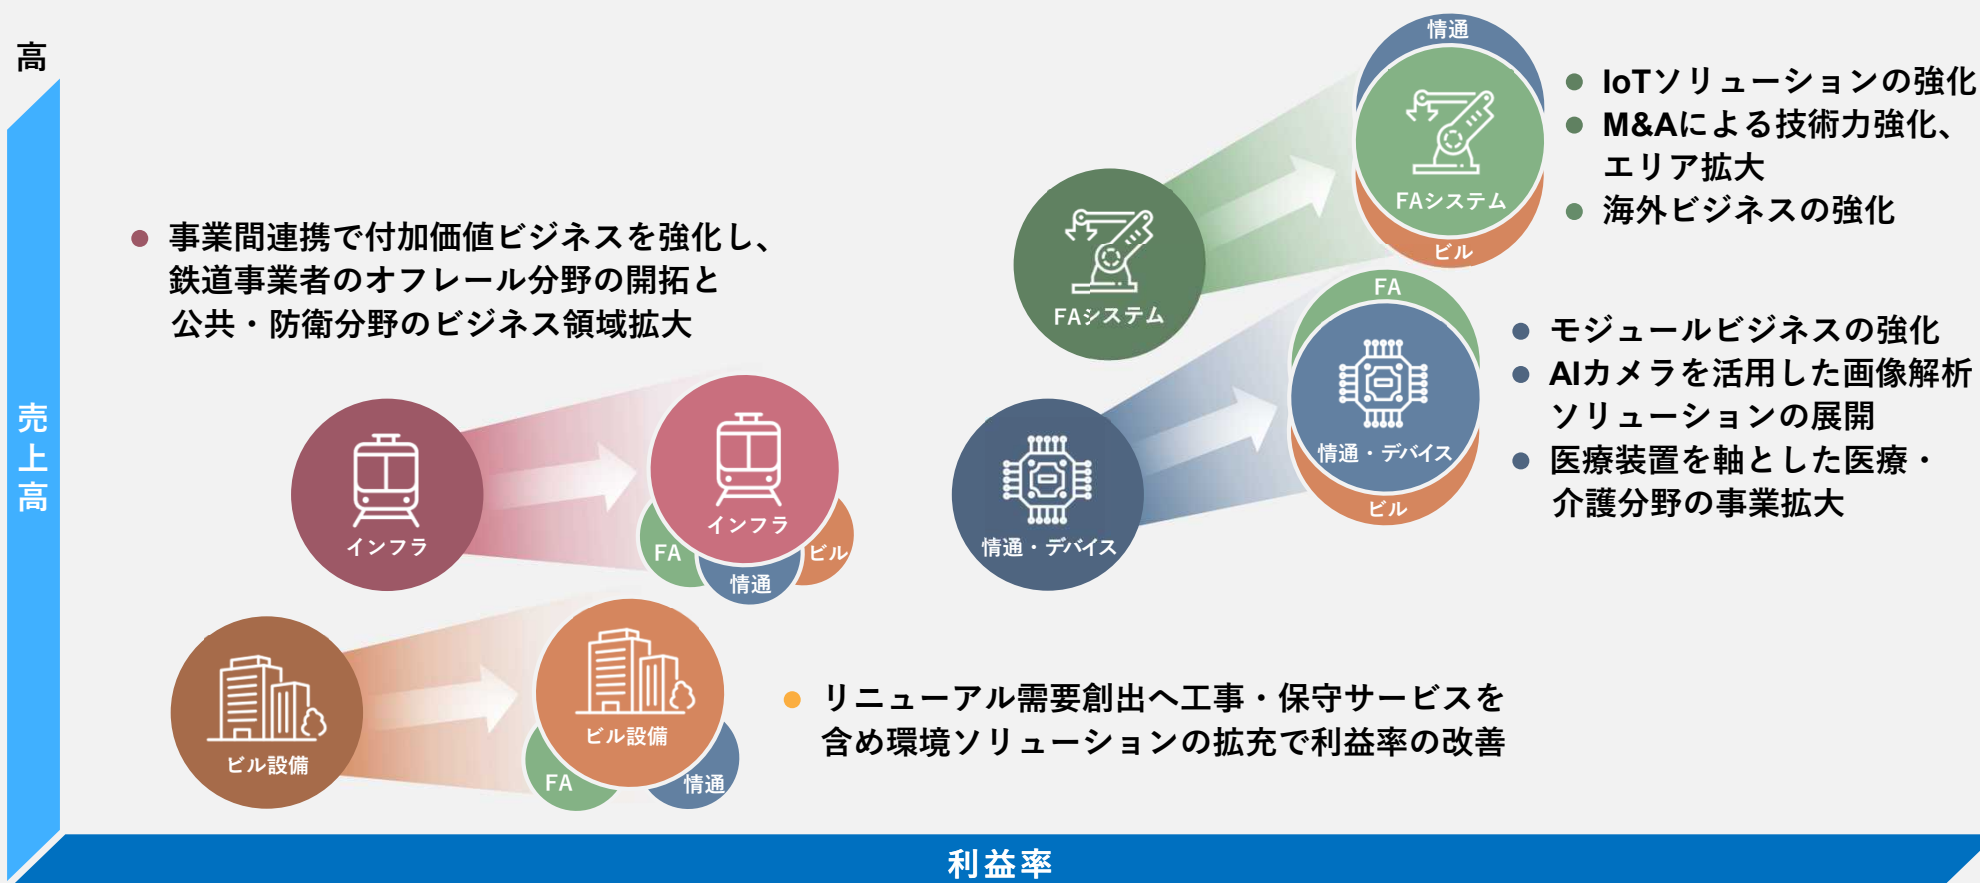 高
売上高
利益率
事業間連携で付加価値ビジネスを強化し、
鉄道事業者のオフレール分野の開拓と
公共・防衛分野のビジネス領域拡大
インフラ
インフラ
FA
情通
ビル
ビル設備
ビル設備
FA
情通
リニューアル需要創出へ工事・保守サービスを
含め環境ソリューションの拡充で利益率の改善
FAシステム
情通
FAシステム
ビル
IoTソリューションの強化
M&Aによる技術力強化、
エリア拡大
海外ビジネスの強化
情通・デバイス
FA
情通・デバイス
ビル
モジュールビジネスの強化
AIカメラを活用した画像解析
ソリューションの展開
医療装置を軸とした医療・
介護分野の事業拡大